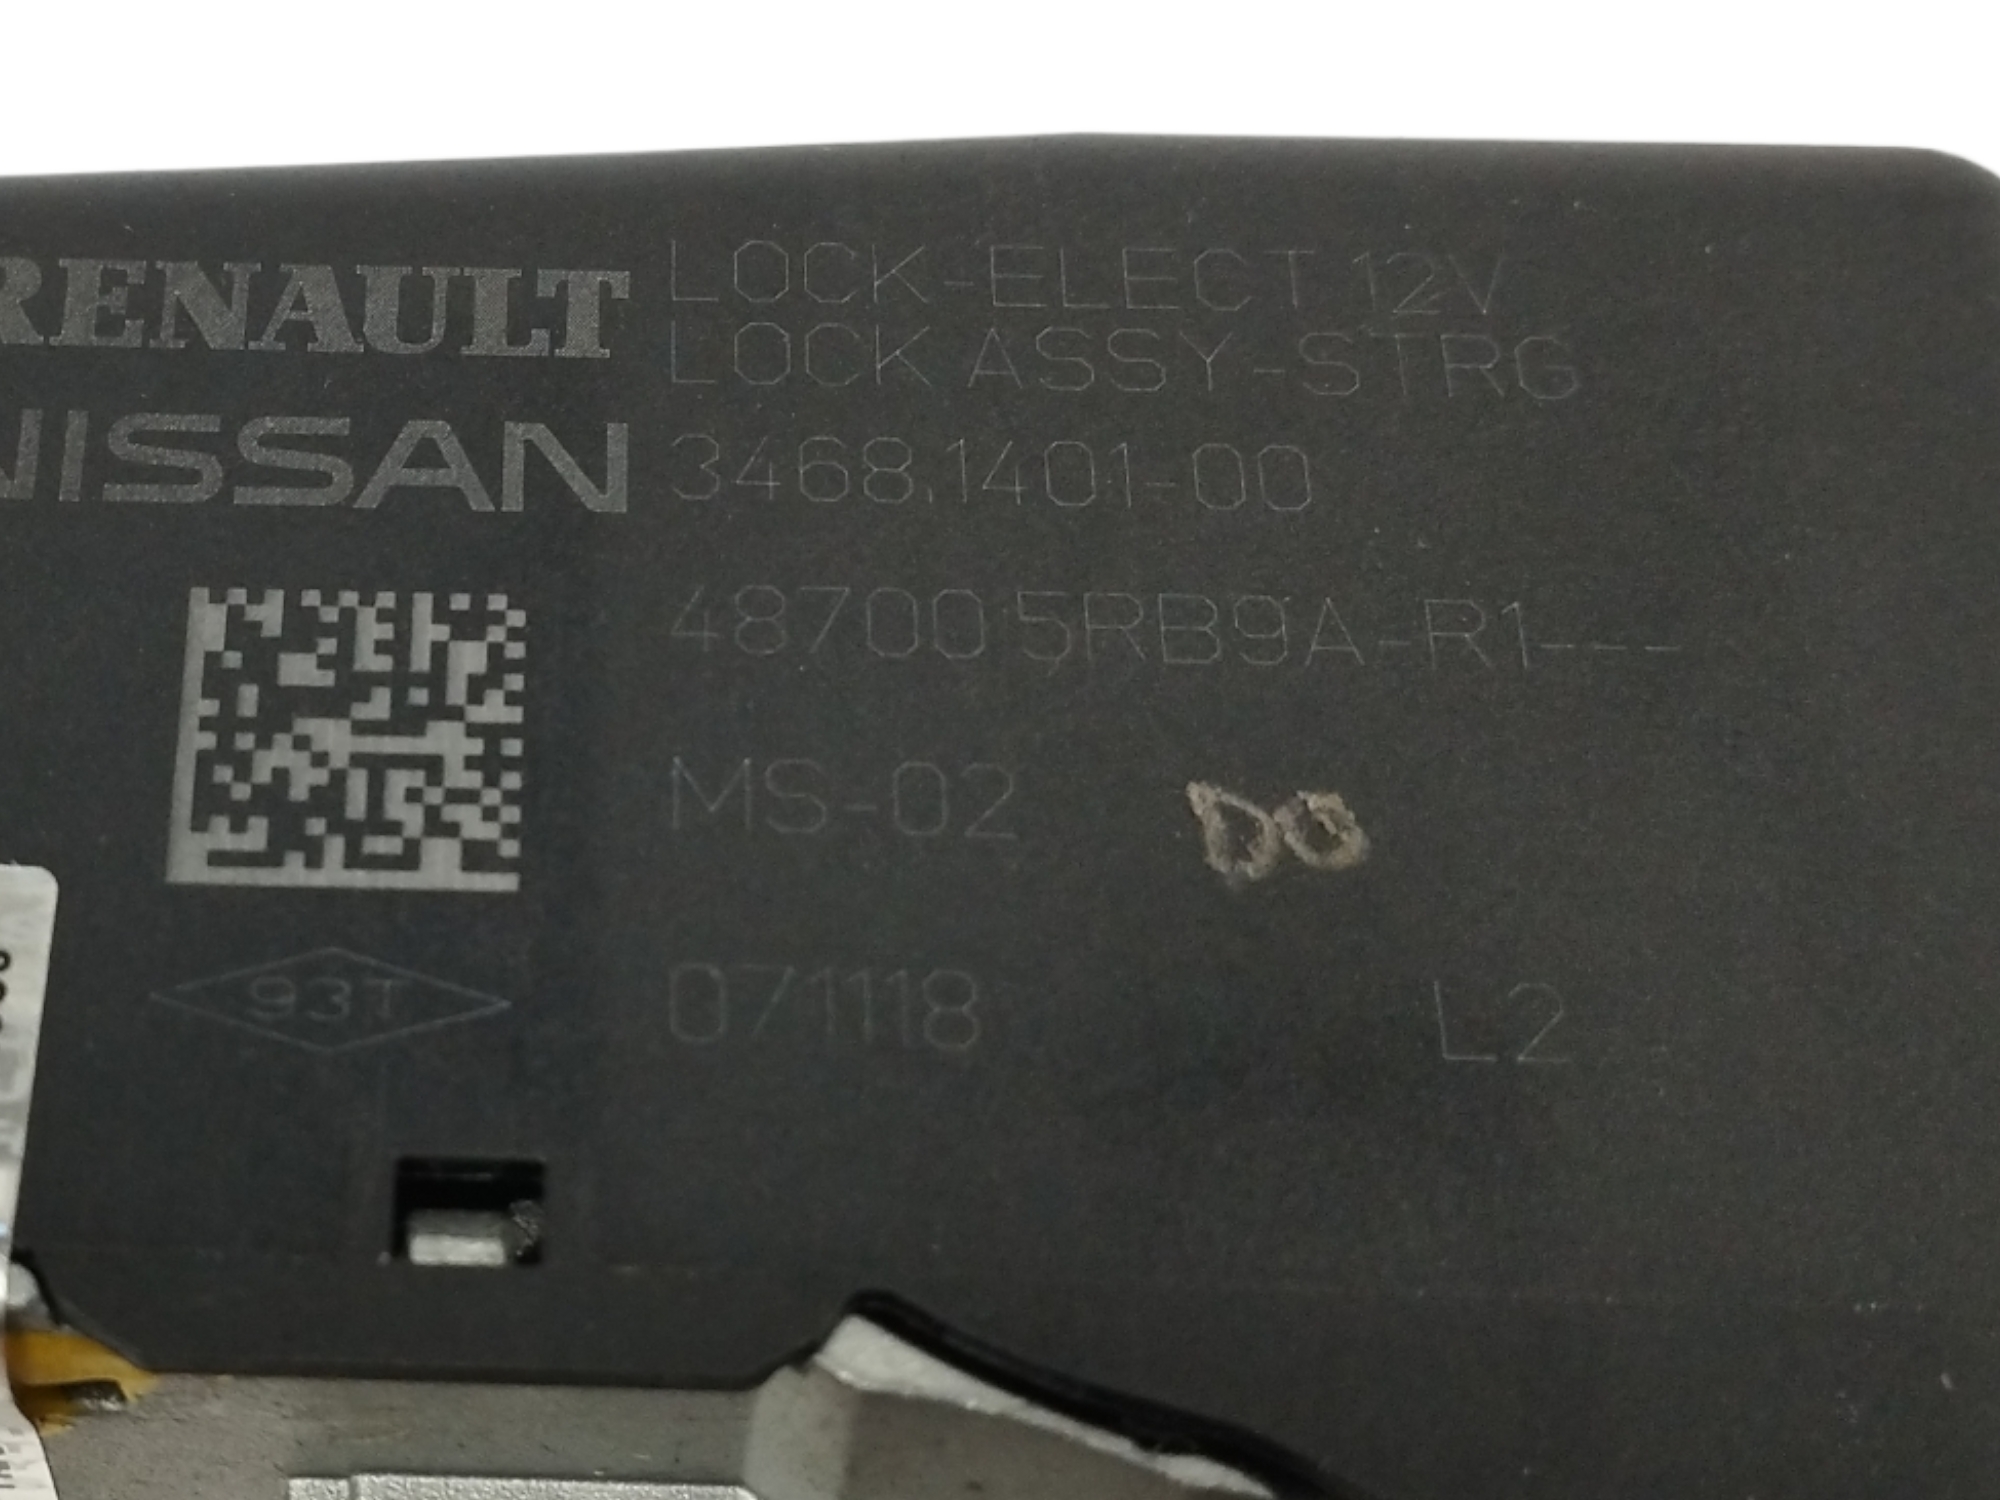 RENAULT LOCK-ELECT 12V
LOCK ASSY-STRG
NISSAN 3468.1401-00
48700 5RB9A-R1---
MS-02 DO
93T 071118 L2